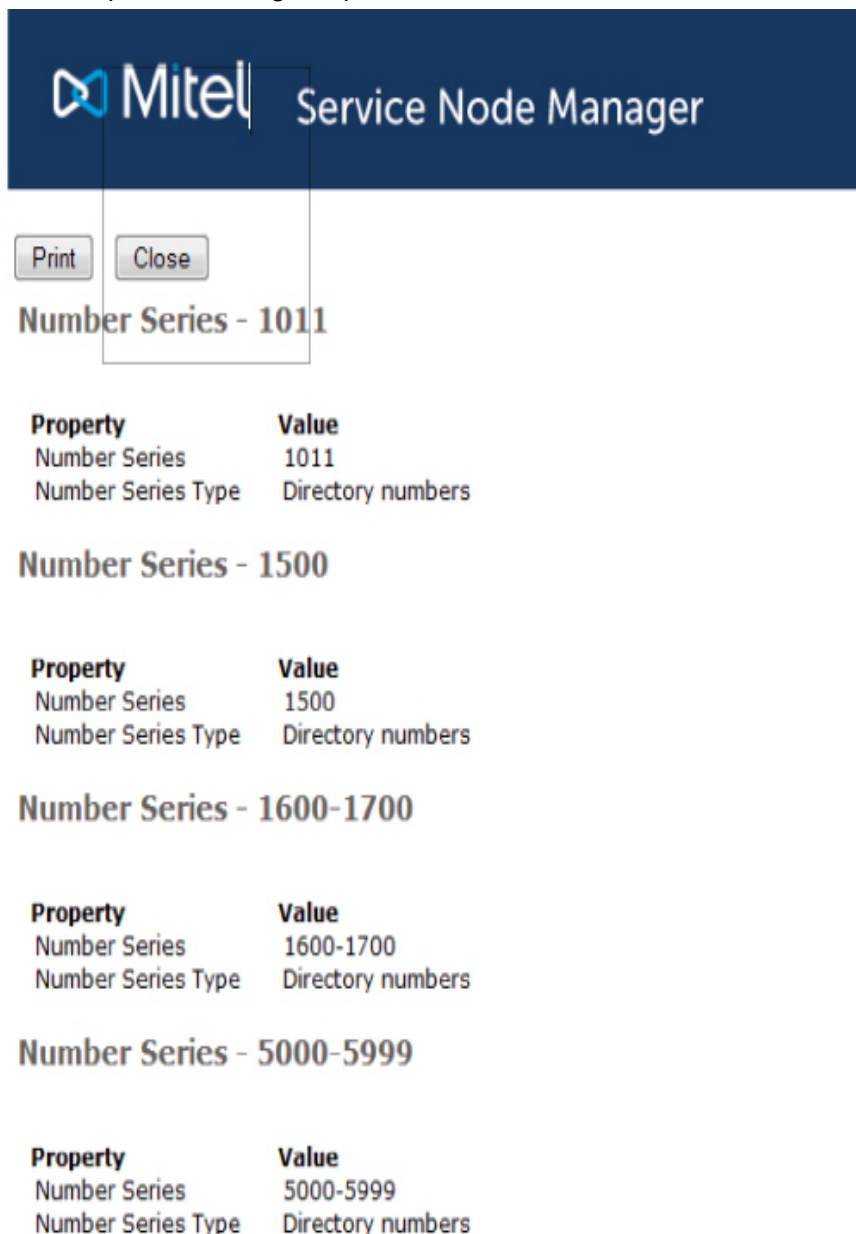 Mitel Service Node Manager
Print Close
Number Series - 1011
Property Value
Number Series 1011
Number Series Type Directory numbers
Number Series - 1500
Property Value
Number Series 1500
Number Series Type Directory numbers
Number Series - 1600-1700
Property Value
Number Series 1600-1700
Number Series Type Directory numbers
Number Series - 5000-5999
Property Value
Number Series 5000-5999
Number Series Type Directory numbers